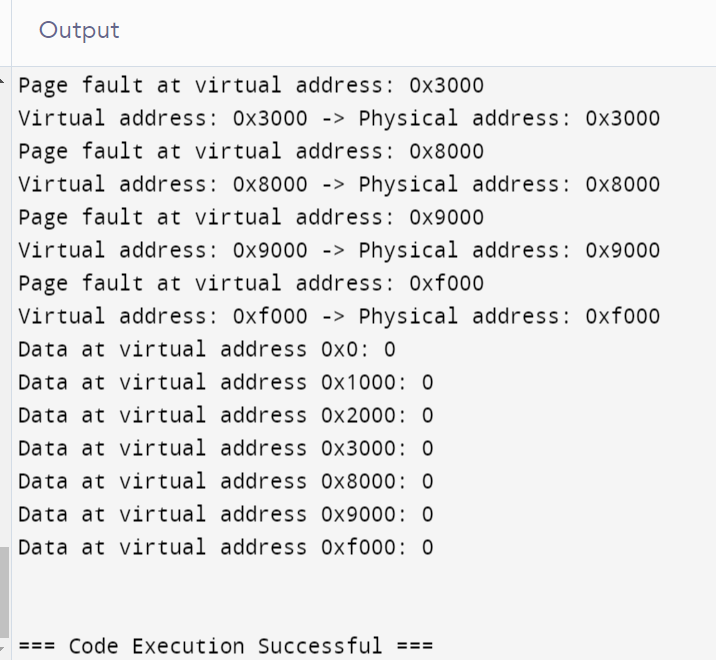 Output
Page fault at virtual address: 0x3000
Virtual address: 0x3000 -> Physical address: 0x3000
Page fault at virtual address: 0x8000
Virtual address: 0x8000 -> Physical address: 0x8000
Page fault at virtual address: 0x9000
Virtual address: 0x9000 -> Physical address: 0x9000
Page fault at virtual address: 0xf000
Virtual address: 0xf000 -> Physical address: 0xf000
Data at virtual address 0x0: 0
Data at virtual address 0x1000: 0
Data at virtual address 0x2000: 0
Data at virtual address 0x3000: 0
Data at virtual address 0x8000: 0
Data at virtual address 0x9000: 0
Data at virtual address 0xf000: 0
=== Code Execution Successful ===